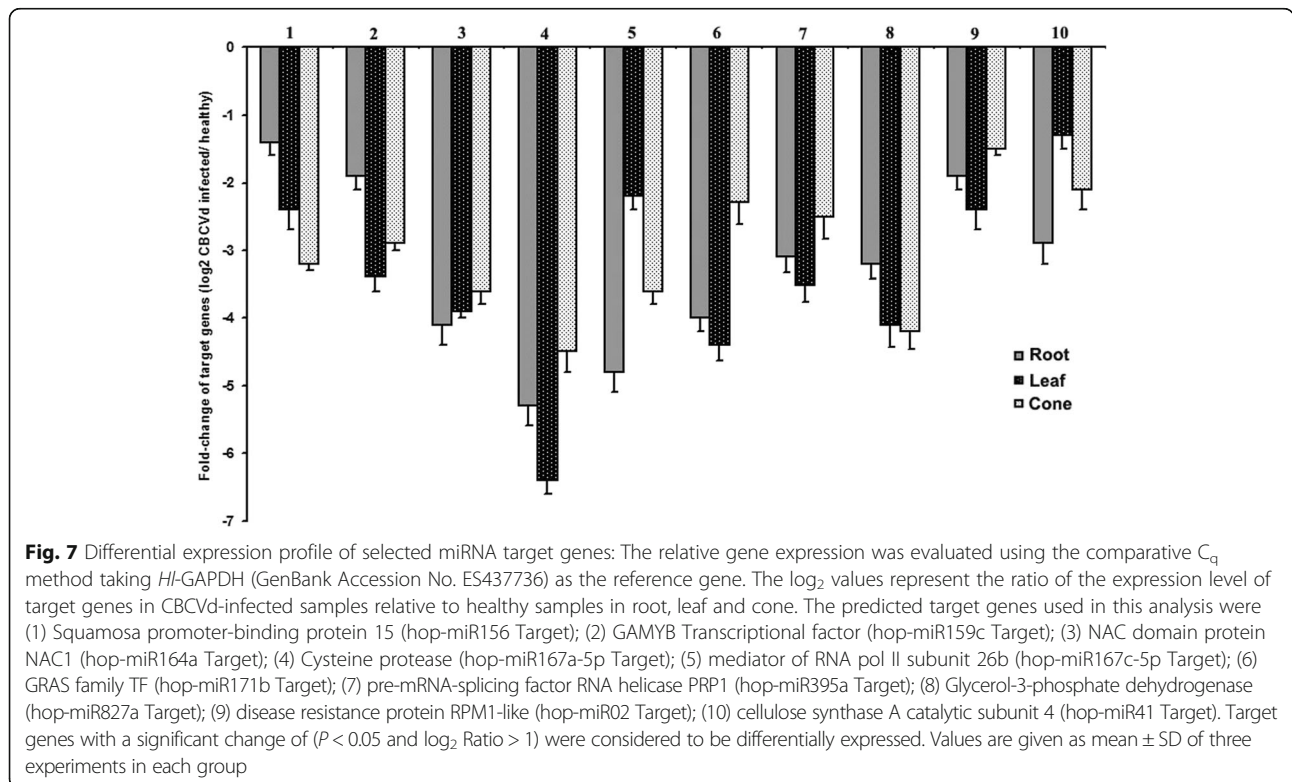 1 2 3 4 5 6 7 8 9 10
0
-1
-2
-3
-4
-5
-6
-7
Fold-change of target genes (log2 CBCVd infected/ healthy)
Root
Leaf
Cone
Fig. 7 Differential expression profile of selected miRNA target genes: The relative gene expression was evaluated using the comparative Cq
method taking Hl-GAPDH (GenBank Accession No. ES437736) as the reference gene. The log2 values represent the ratio of the expression level of
target genes in CBCVd-infected samples relative to healthy samples in root, leaf and cone. The predicted target genes used in this analysis were
(1) Squamosa promoter-binding protein 15 (hop-miR156 Target); (2) GAMYB Transcriptional factor (hop-miR159c Target); (3) NAC domain protein
NAC1 (hop-miR164a Target); (4) Cysteine protease (hop-miR167a-5p Target); (5) mediator of RNA pol II subunit 26b (hop-miR167c-5p Target); (6)
GRAS family TF (hop-miR171b Target); (7) pre-mRNA-splicing factor RNA helicase PRP1 (hop-miR395a Target); (8) Glycerol-3-phosphate dehydrogenase
(hop-miR827a Target); (9) disease resistance protein RPM1-like (hop-miR02 Target); (10) cellulose synthase A catalytic subunit 4 (hop-miR41 Target). Target
genes with a significant change of (P < 0.05 and log2 Ratio > 1) were considered to be differentially expressed. Values are given as mean ± SD of three
experiments in each group